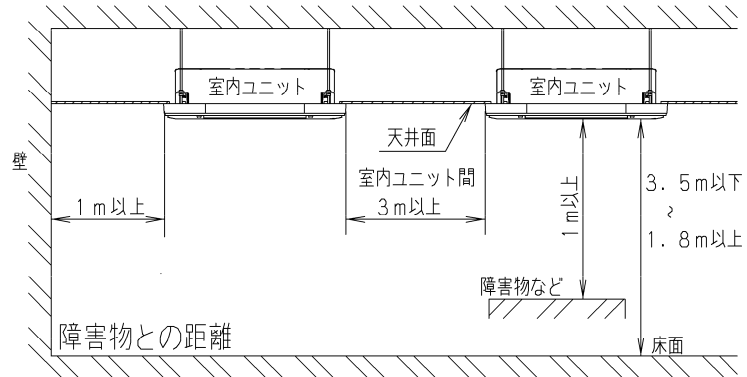 室内ユニット
室内ユニット
天井面
壁
室内ユニット間
1m以上
3m以上
1m以上
3.5m以下
~
1.8m以上
障害物など
障害物との距離
床面